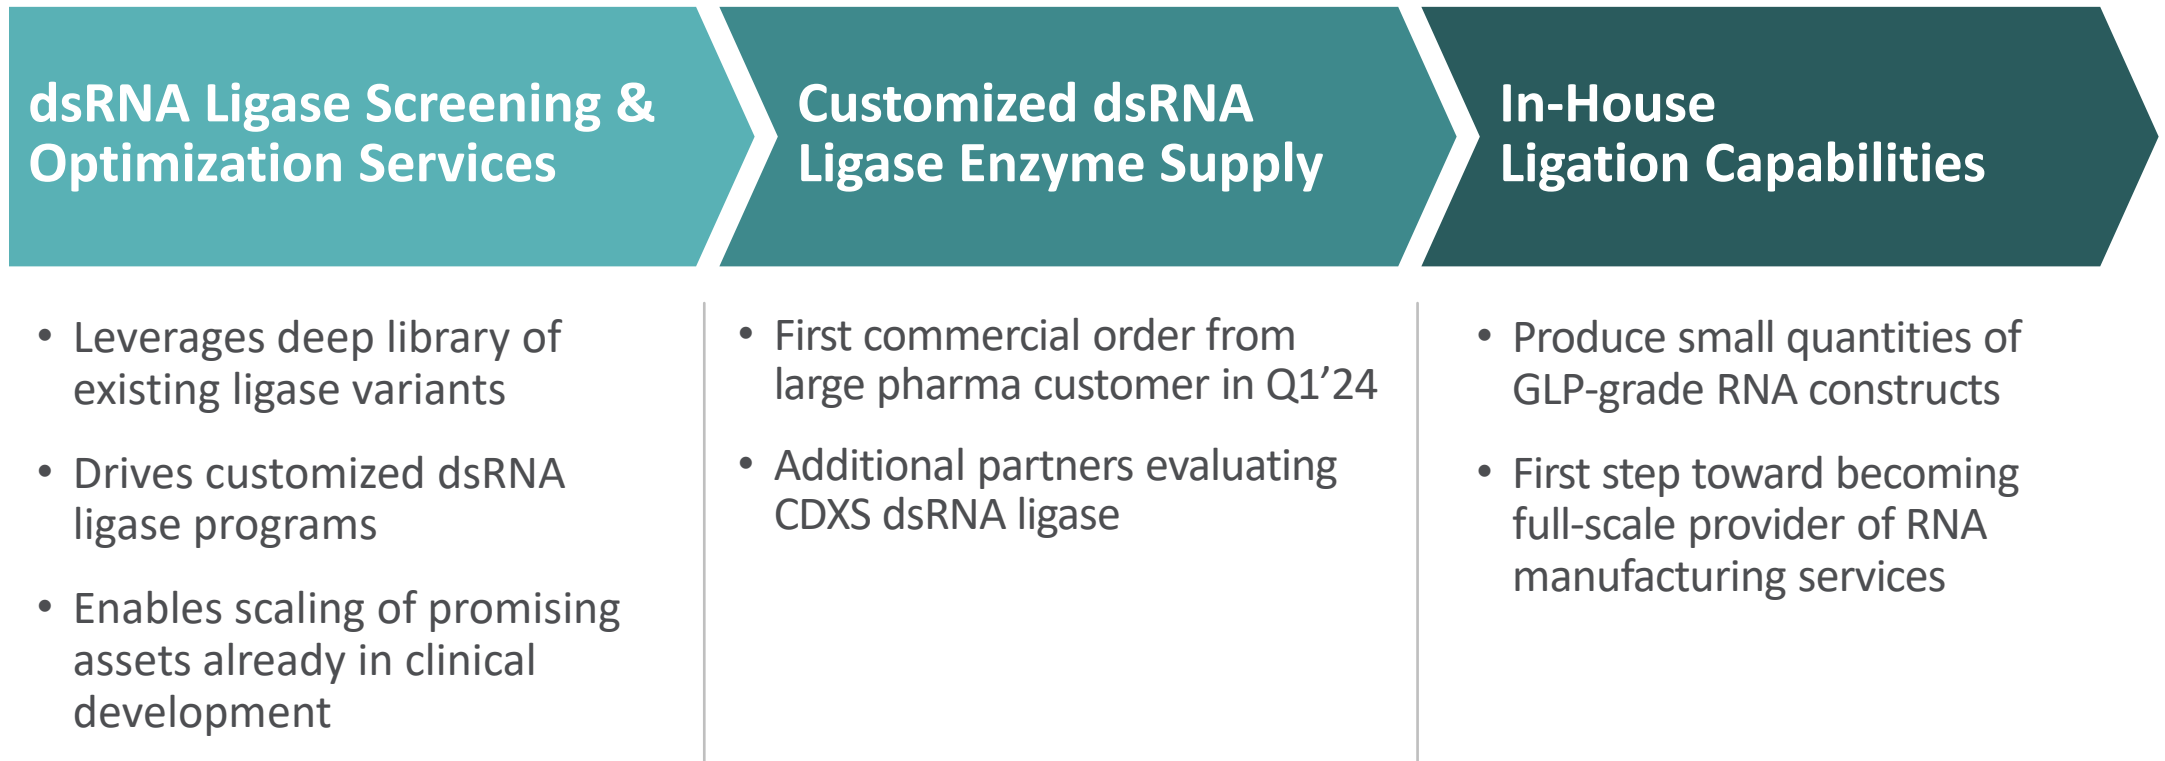 dsRNA Ligase Screening &
Optimization Services
Customized dsRNA
Ligase Enzyme Supply
In-House
Ligation Capabilities
• Leverages deep library of
existing ligase variants
• Drives customized dsRNA
ligase programs
• Enables scaling of promising
assets already in clinical
development
• First commercial order from
large pharma customer in Q1’24
• Additional partners evaluating
CDXS dsRNA ligase
• Produce small quantities of
GLP-grade RNA constructs
• First step toward becoming
full-scale provider of RNA
manufacturing services